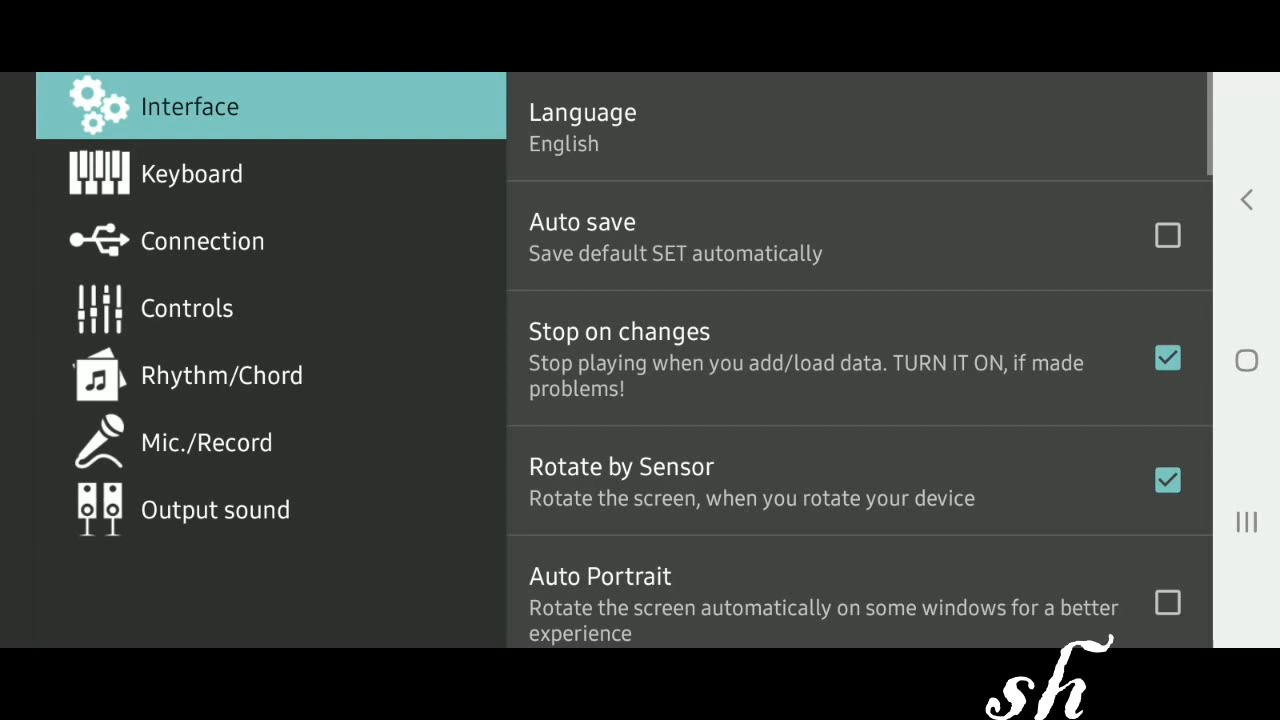 Interface
Keyboard
Connection
Controls
Rhythm/Chord
Mic./Record
Output sound
Language
English
Auto save
Save default SET automatically
Stop on changes
Stop playing when you add/load data. TURN IT ON, if made
problems!
Rotate by Sensor
Rotate the screen, when you rotate your device
Auto Portrait
Rotate the screen automatically on some windows for a better
experience
sh